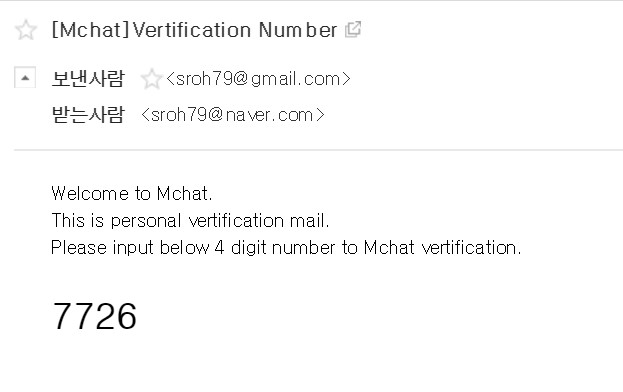 [Mchat]Vertification Number
보낸사람 <sroh79@gmail.com>
받는사람 <sroh79@naver.com>
Welcome to Mchat.
This is personal vertification mail.
Please input below 4 digit number to Mchat vertification.
7726